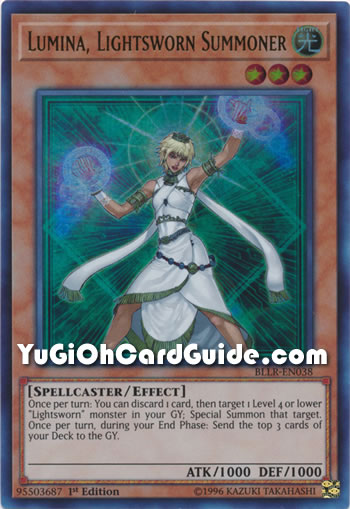 Lumina, Lightsworn Summoner
光
YuGiOhCardGuide.com
BLLR-EN038
[Spellcaster/Effect]
Once per turn: You can discard 1 card, then target 1 Level 4 or lower
"Lightsworn" monster in your GY; Special Summon that target.
Once per turn, during your End Phase: Send the top 3 cards of
your Deck to the GY.
ATK/1000 DEF/1000
95503687 1st Edition ©1996 KAZUKI TAKAHASHI